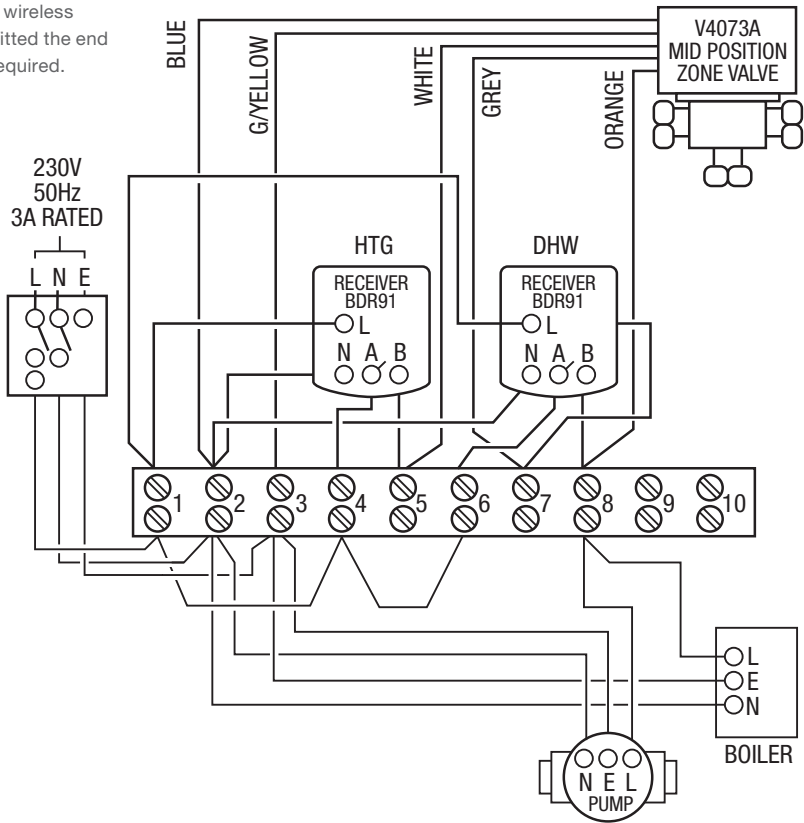 wireless
itted the end
equired.
BLUE
G/YELLOW
WHITE
GREY
ORANGE
V4073A
MID POSITION
ZONE VALVE
230V
50Hz
3A RATED
L N E
HTG
RECEIVER
BDR91
L
N A B
DHW
RECEIVER
BDR91
L
N A B
1 2 3 4 5 6 7 8 9 10
L
E
N
BOILER
N E L
PUMP